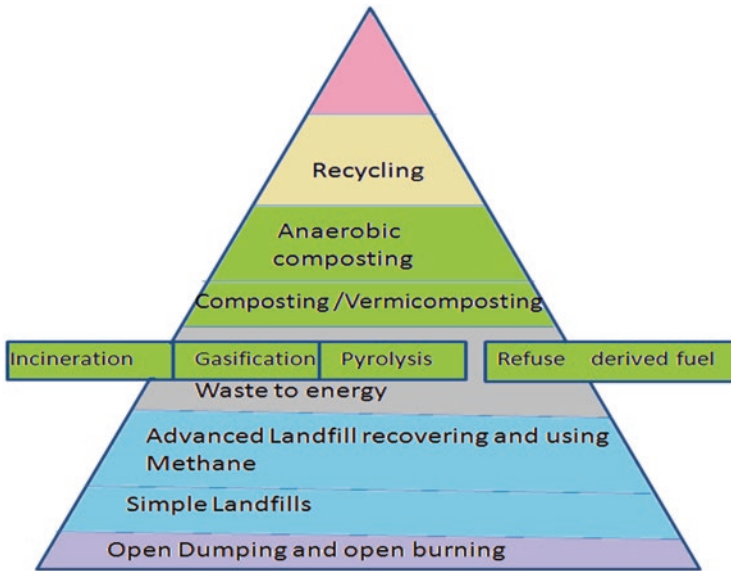 Recycling
Anaerobic
composting
Composting/Vermicomposting
Incineration
Gasification
Pyrolysis
Refuse derived fuel
Waste to energy
Advanced Landfill recovering and using
Methane
Simple Landfills
Open Dumping and open burning